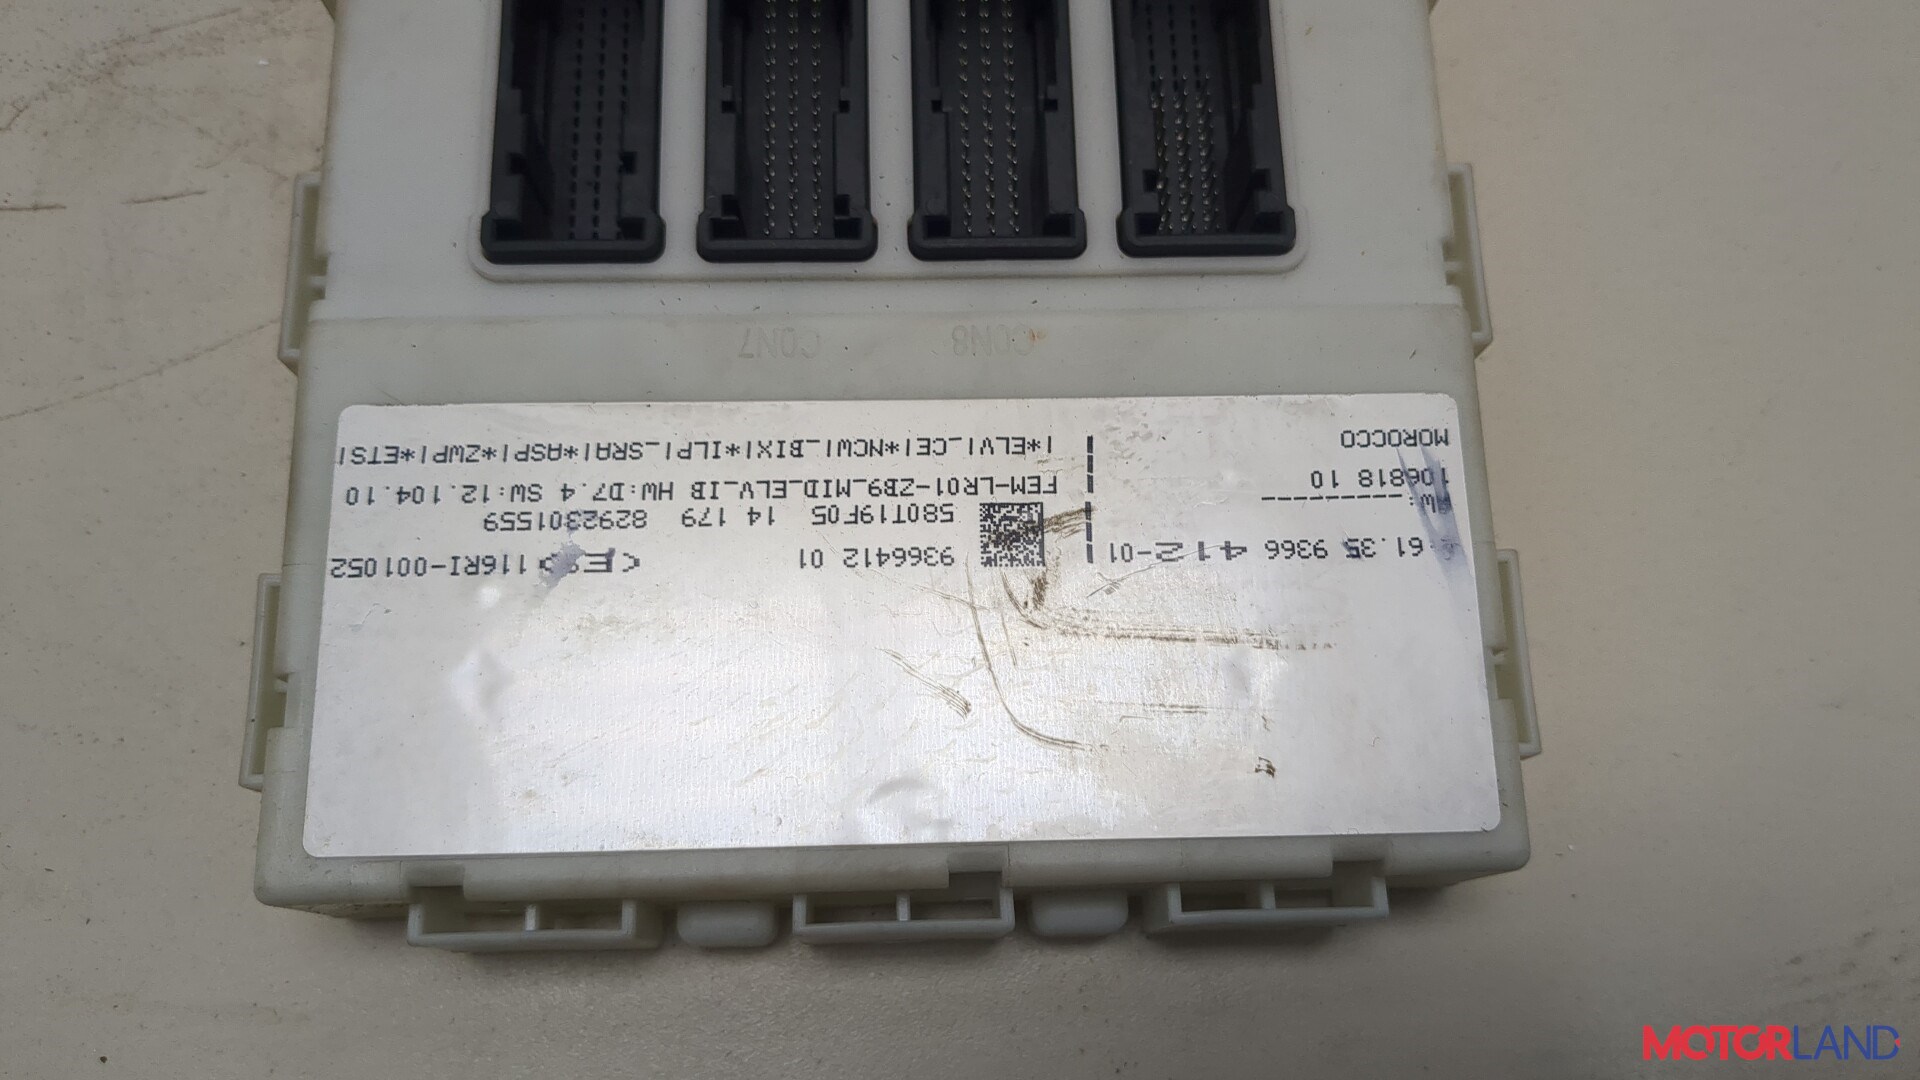 61.35 9366 412-01
106818 10
MOROCCO
9366412 01 116RI-001052
580T19F05 14 179 8292301559
FEM-LR01-ZB9_MID_ELV_IB HW:D7.4 SW:12.104.10
|*ELV|_CE|*NCW|_BIX|*ILP|_SRA|*ASP|*ZWP|*ETS|
CON8 CON7
MOTORLAND